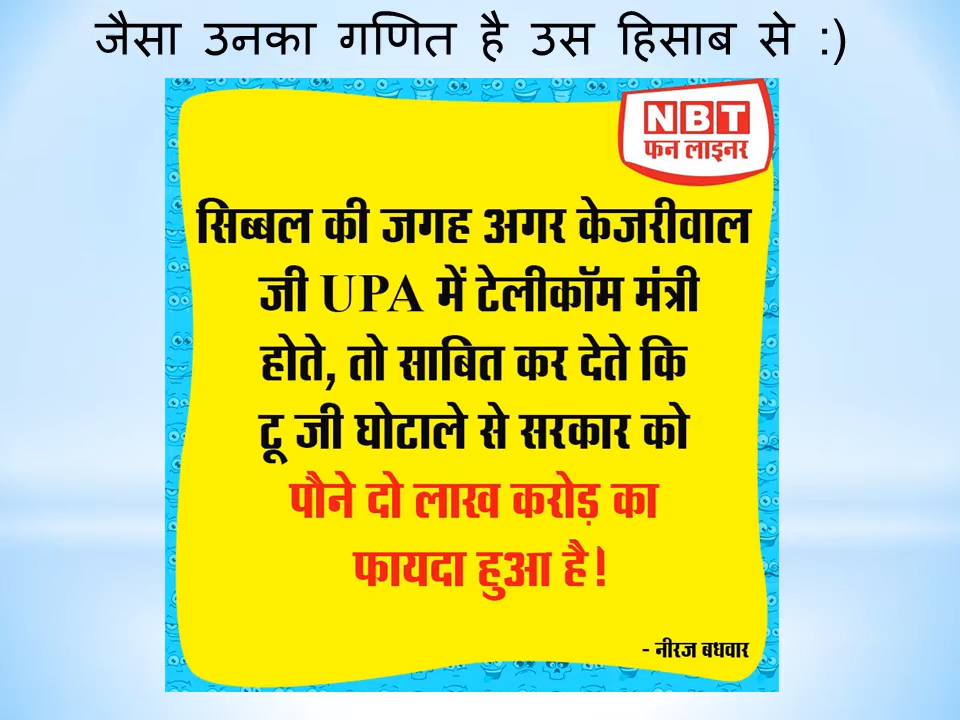 जैसा उनका गणित है उस हिसाब से :)
NBT
फन लाइनर
सिब्बल की जगह अगर केजरीवाल
जी UPA में टेलीकॉम मंत्री
होते, तो साबित कर देते कि
टू जी घोटाले से सरकार को
पौने दो लाख करोड़ का
फायदा हुआ है!
- नीरज बधवार